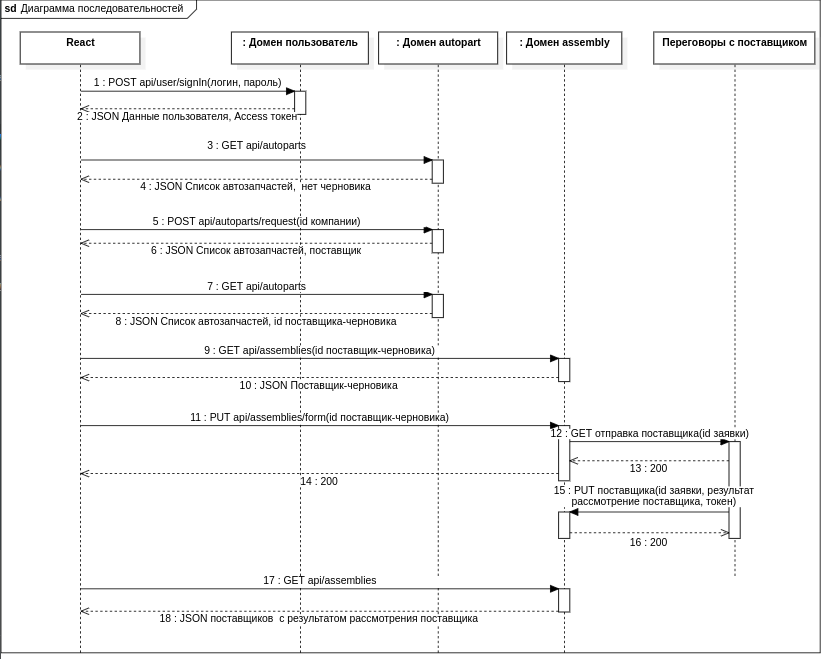 sd Диаграмма последовательностей
React
: Домен пользователь
: Домен autopart
: Домен assembly
Переговоры с поставщиком
1 : POST api/user/signIn(логин, пароль)
2 : JSON Данные пользователя, Access токен
3 : GET api/autoparts
4 : JSON Список автозапчастей, нет черновика
5 : POST api/autoparts/request(id компании)
6 : JSON Список автозапчастей, поставщик
7 : GET api/autoparts
8 : JSON Список автозапчастей, id поставщика-черновика
9 : GET api/assemblies(id поставщик-черновика)
10 : JSON Поставщик-черновика
11 : PUT api/assemblies/form(id поставщик-черновика)
12 : GET отправка поставщика(id заявки)
13 : 200
14 : 200
15 : PUT поставщика(id заявки, результат
рассмотрение поставщика, токен)
16 : 200
17 : GET api/assemblies
18 : JSON поставщиков с результатом рассмотрения поставщика